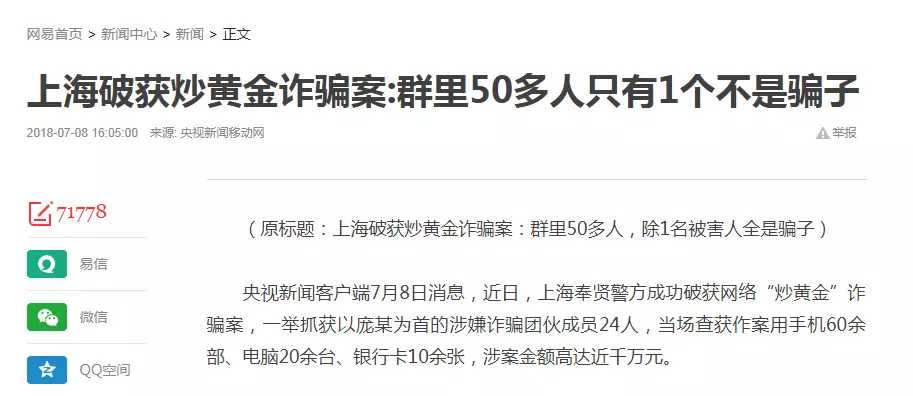 网易首页 > 新闻中心 > 新闻 > 正文
上海破获炒黄金诈骗案:群里50多人只有1个不是骗子
2018-07-08 16:05:00 来源: 央视新闻移动网 举报
71778
（原标题：上海破获炒黄金诈骗案：群里50多人，除1名被害人全是骗子）
易信
央视新闻客户端7月8日消息，近日，上海奉贤警方成功破获网络“炒黄金”诈
骗案，一举抓获以庞某为首的涉嫌诈骗团伙成员24人，当场查获作案用手机60余
部、电脑20余台、银行卡10余张，涉案金额高达近千万元。
微信
QQ空间